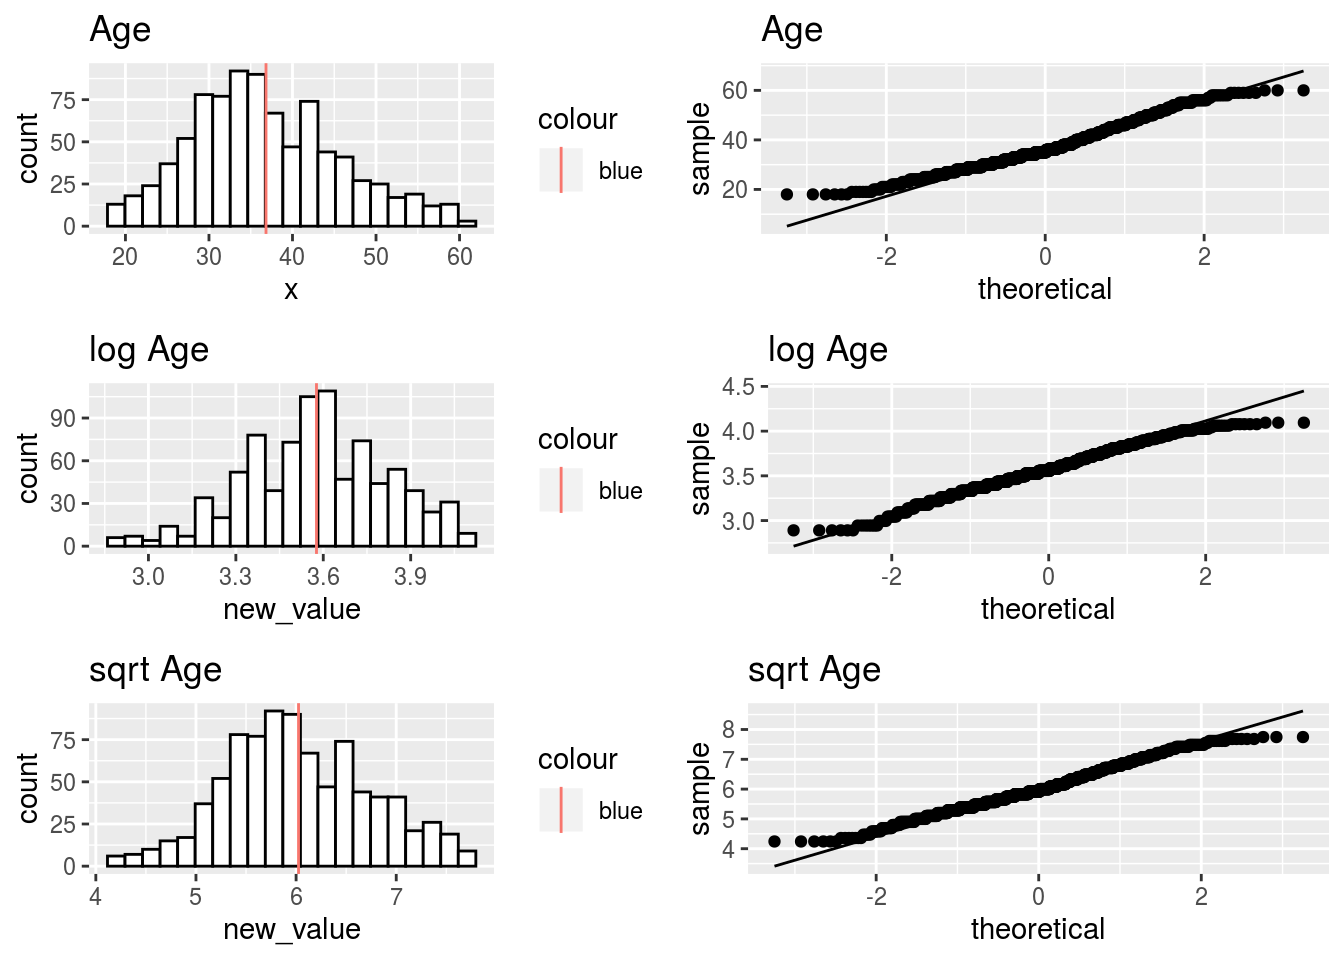 Age
count
75
50
25
0
20 30 40 50 60
x
colour
blue
Age
sample
60
40
20
-2 0 2
theoretical
log Age
count
90
60
30
0
3.0 3.3 3.6 3.9
new_value
colour
blue
log Age
sample
4.5
4.0
3.5
3.0
-2 0 2
theoretical
sqrt Age
count
75
50
25
0
4 5 6 7
new_value
colour
blue
sqrt Age
sample
8
7
6
5
4
-2 0 2
theoretical